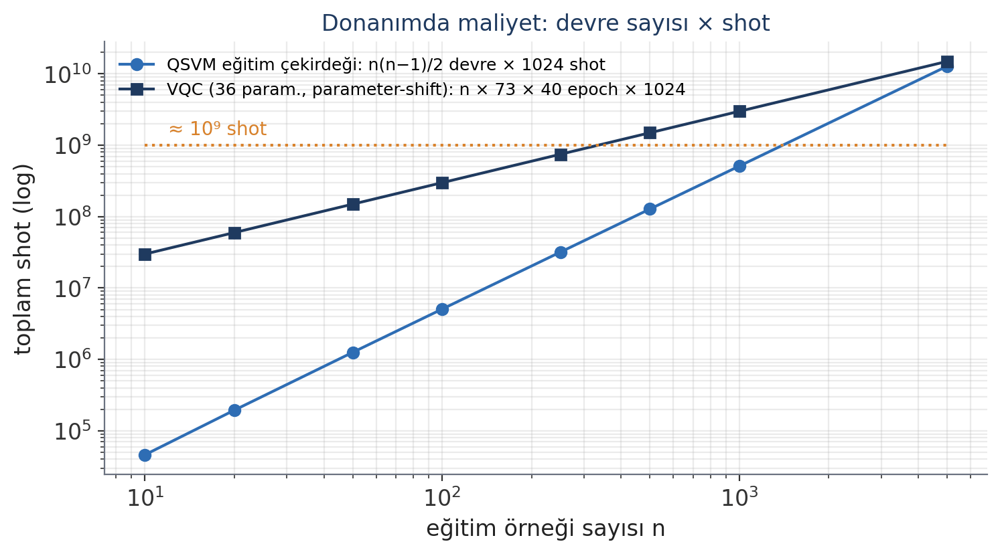 Donanımda maliyet: devre sayısı × shot
QSVM eğitim çekirdeği: n(n−1)/2 devre × 1024 shot
VQC (36 param., parameter-shift): n × 73 × 40 epoch × 1024
≈ 10⁹ shot
toplam shot (log)
10¹⁰
10⁹
10⁸
10⁷
10⁶
10⁵
10¹ 10² 10³
eğitim örneği sayısı n